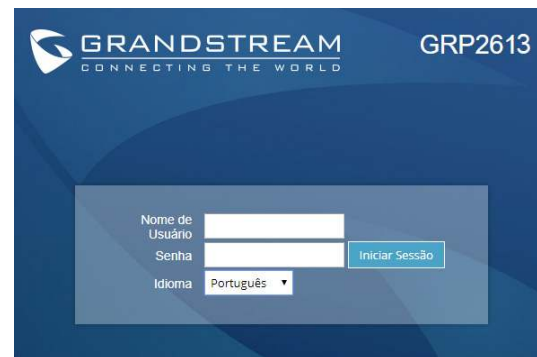 GRANDSTREAM
CONNECTING THE WORLD
GRP2613
Nome de
Usuário
Senha
Iniciar Sessão
Idioma
Português